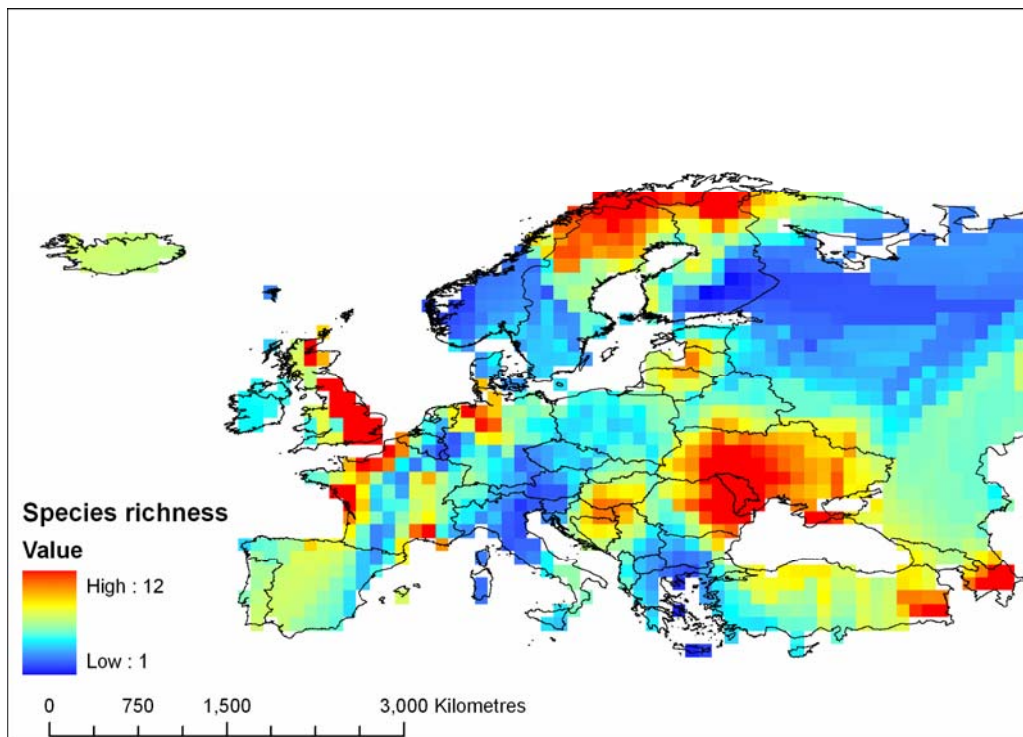 Species richness
Value
High : 12
Low : 1
0 750 1,500 3,000 Kilometres